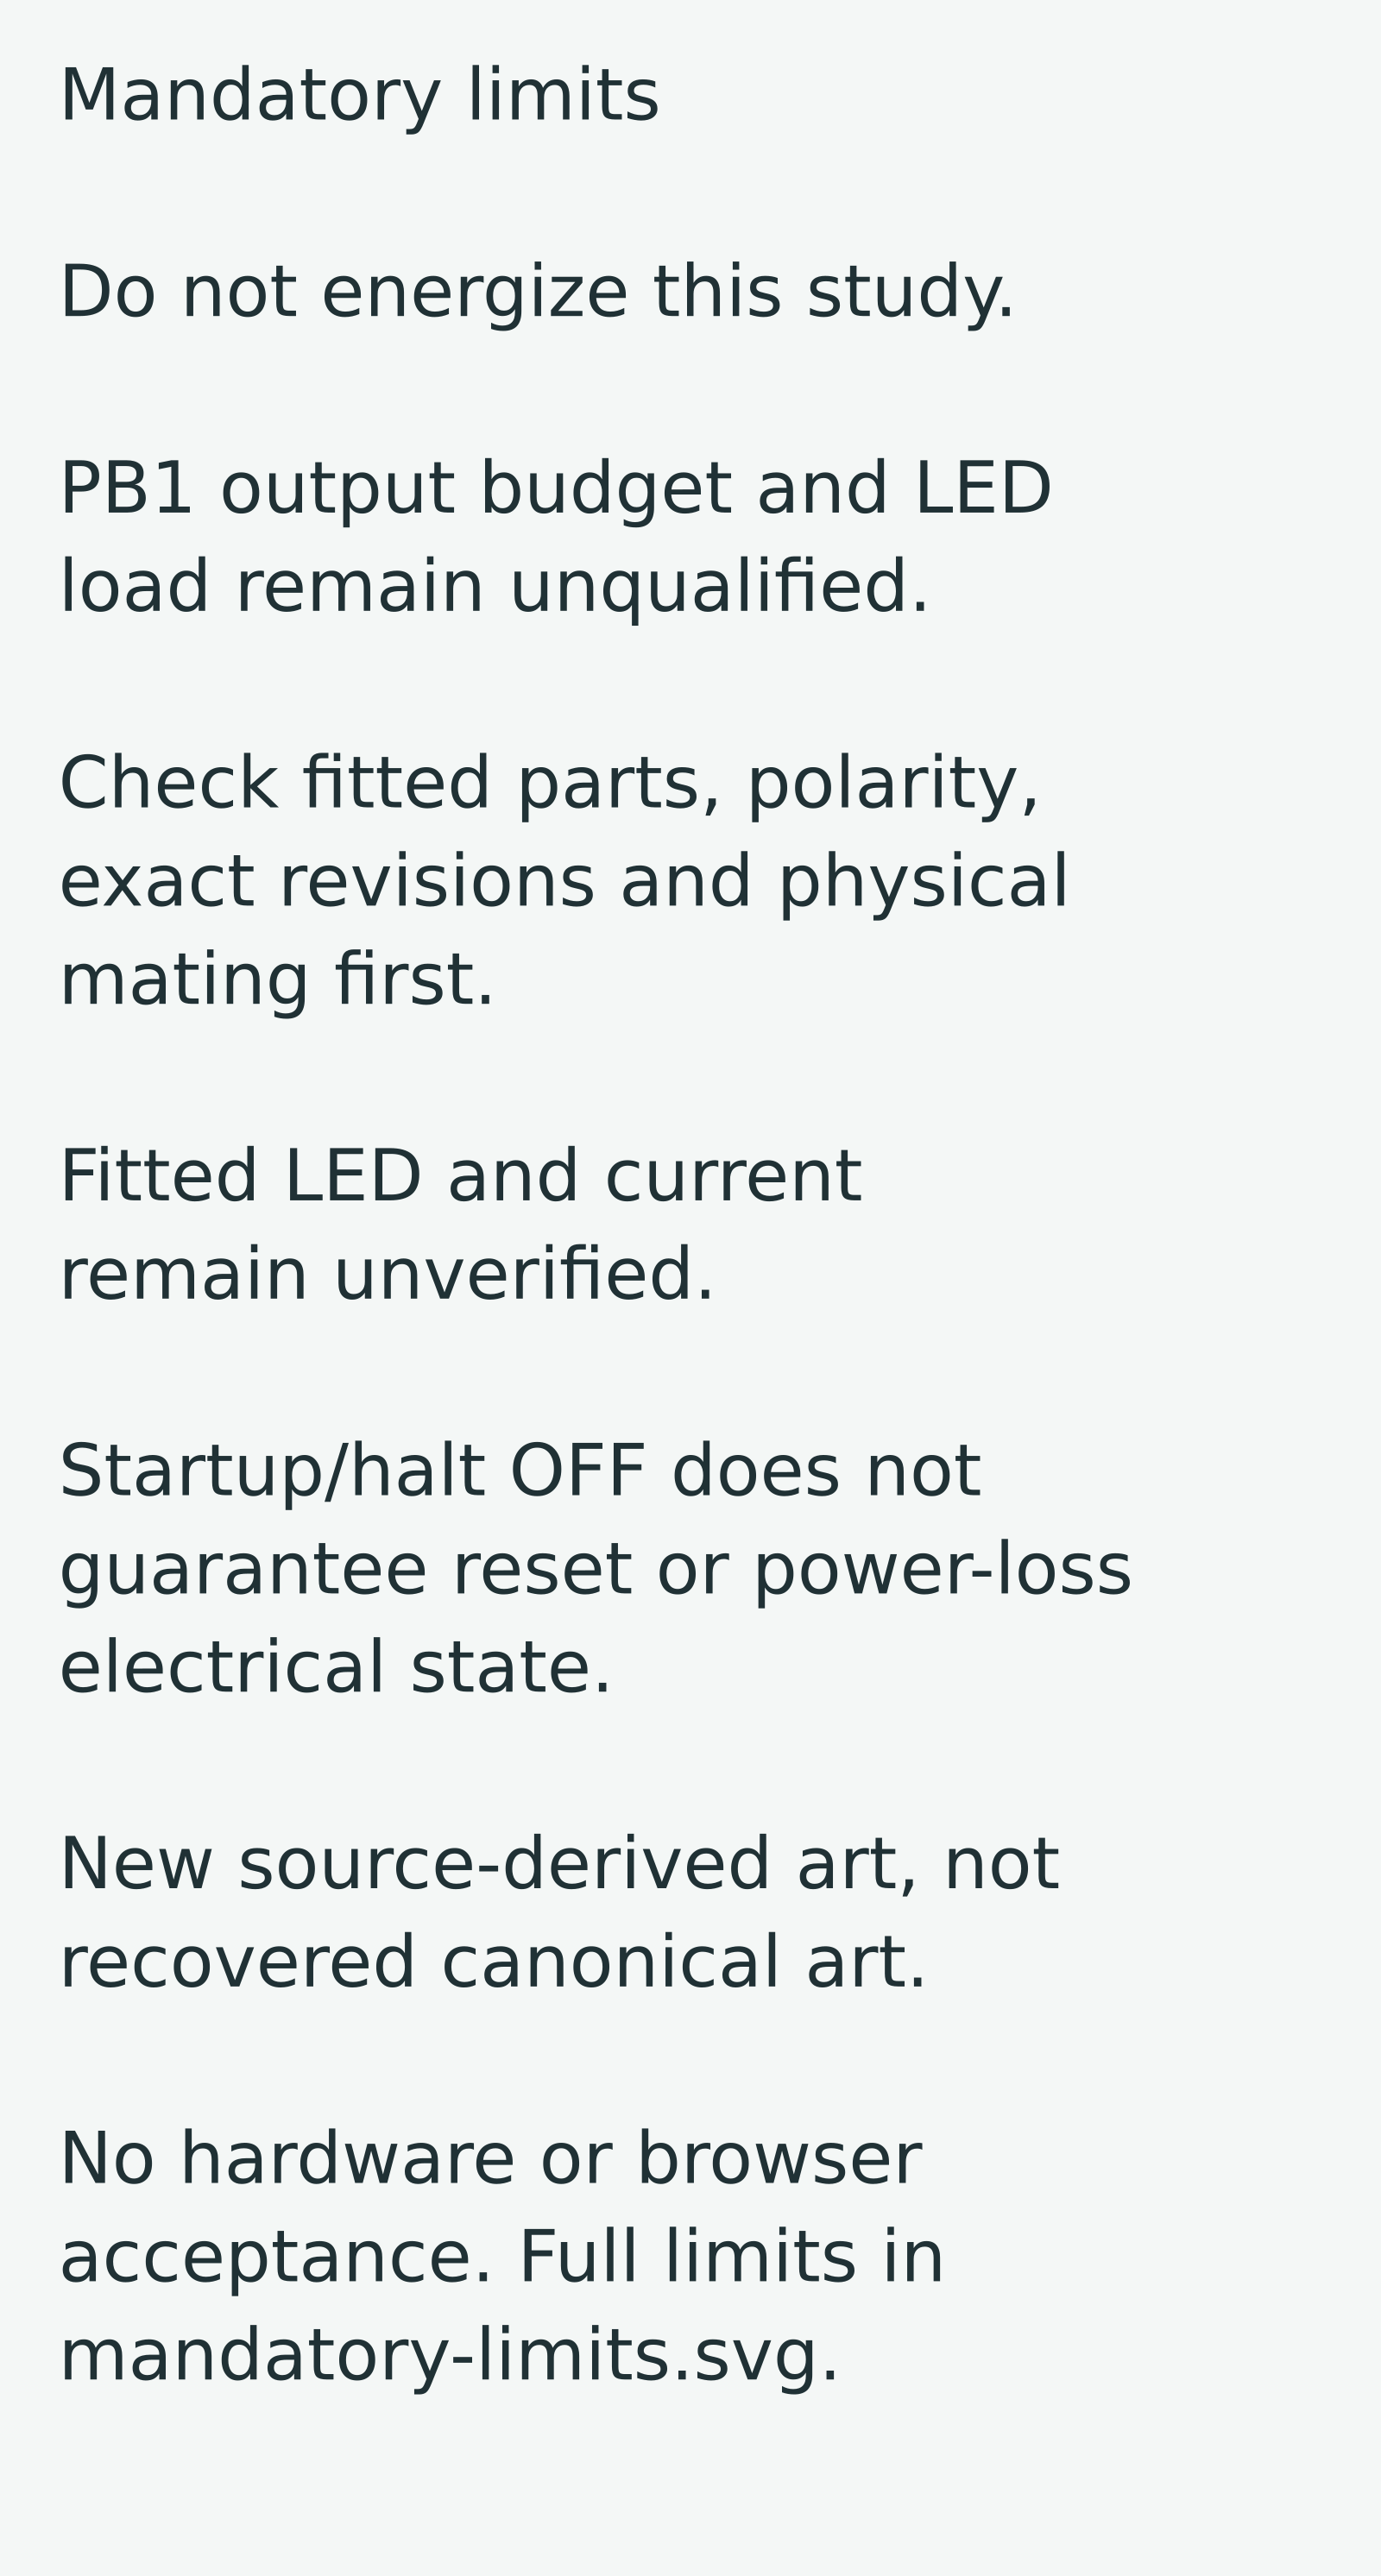 Mandatory limits
Do not energize this study.
PB1 output budget and LED
load remain unqualified.
Check fitted parts, polarity,
exact revisions and physical
mating first.
Fitted LED and current
remain unverified.
Startup/halt OFF does not
guarantee reset or power-loss
electrical state.
New source-derived art, not
recovered canonical art.
No hardware or browser
acceptance. Full limits in
mandatory-limits.svg.